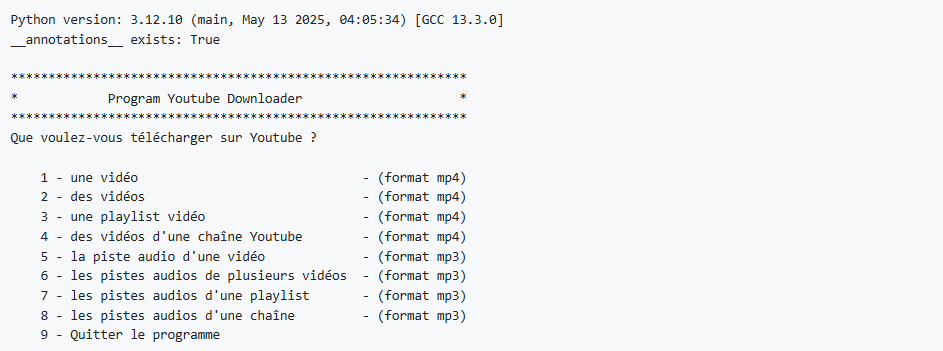 Python version: 3.12.10 (main, May 13 2025, 04:05:34) [GCC 13.3.0]
__annotations__ exists: True
*************************************************************
* Program Youtube Downloader *
*************************************************************
Que voulez-vous télécharger sur Youtube ?
1 - une vidéo - (format mp4)
2 - des vidéos - (format mp4)
3 - une playlist vidéo - (format mp4)
4 - des vidéos d'une chaîne Youtube - (format mp4)
5 - la piste audio d'une vidéo - (format mp3)
6 - les pistes audios de plusieurs vidéos - (format mp3)
7 - les pistes audios d'une playlist - (format mp3)
8 - les pistes audios d'une chaîne - (format mp3)
9 - Quitter le programme